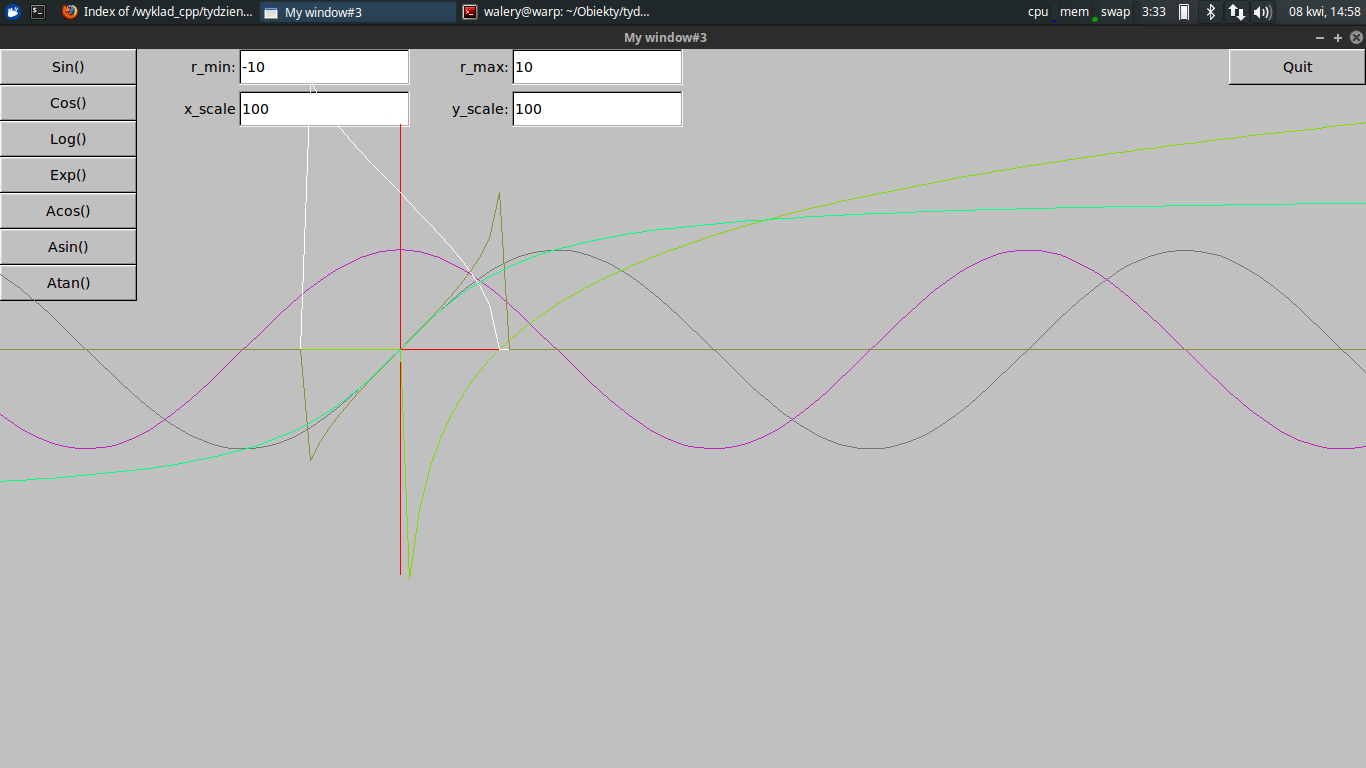 Index of /wyklad_cpp/tydzien... My window#3 walery@warp: ~/Obiekty/tyd... cpu mem swap 3:33 08 kwi, 14:58
My window#3
Sin() r_min: -10 r_max: 10 Quit
Cos() x_scale 100 y_scale: 100
Log()
Exp()
Acos()
Asin()
Atan()